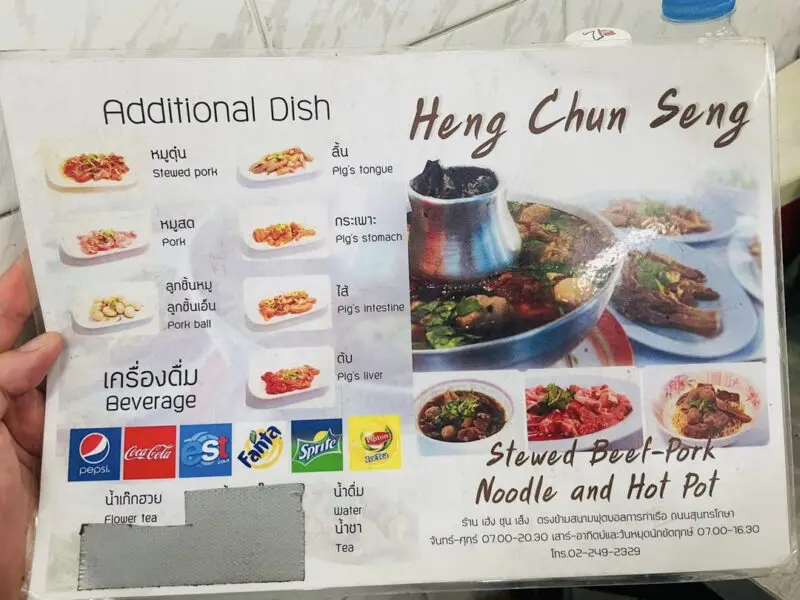 Additional Dish
หมูตุ๋น
Stewed pork
ลิ้น
Pig's tongue
หมูสด
Pork
กระเพาะ
Pig's stomach
ลูกชิ้นหมู
ลูกชิ้นเอ็น
Pork ball
ไส้
Pig's intestine
ตับ
Pig's liver
เครื่องดื่ม
Beverage
pepsi
Coca-Cola
est
COLA
Fanta
Sprite
Lipton
Ice Tea
น้ำเก๊กฮวย
Flower tea
น้ำดื่ม
Water
น้ำชา
Tea
Heng Chun Seng
Stewed Beef-Pork
Noodle and Hot Pot
ร้าน เฮ้ง ชุน เส็ง ตรงข้ามสนามฟุตบอลการท่าเรือ ถนนสุนทรโกษา
จันทร์-ศุกร์ 07.00-20.30 เสาร์-อาทิตย์และวันหยุดนักขัตฤกษ์ 07.00-16.30
โทร.02-249-2329